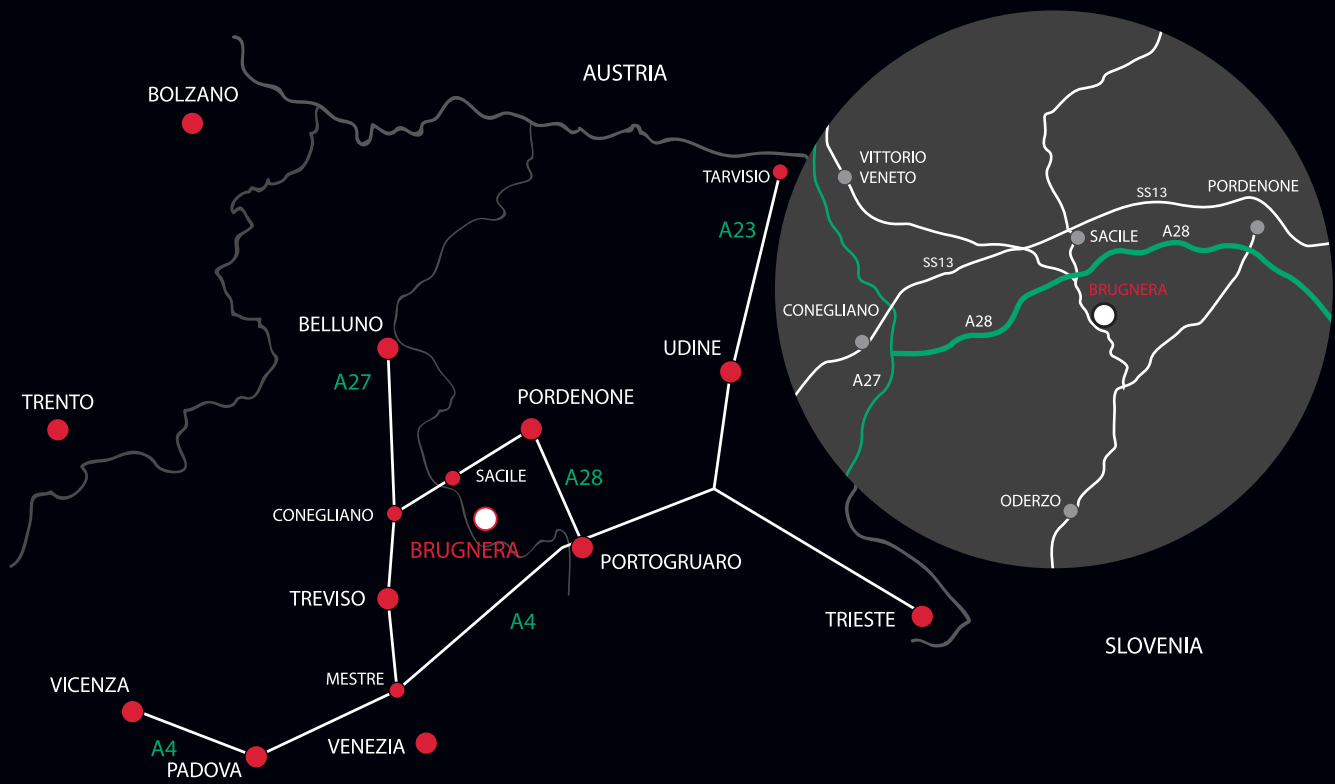 AUSTRIA
BOLZANO
TARVISIO
A23
BELLUNO
A27
UDINE
TRENTO
PORDENONE
SACILE
A28
CONEGLIANO
BRUGNERA
PORTOGRUARO
TREVISO
A4
TRIESTE
SLOVENIA
MESTRE
VICENZA
A4
VENEZIA
PADOVA
VITTORIO
VENETO
SS13
PORDENONE
SACILE
A28
SS13
BRUGNERA
CONEGLIANO
A28
A27
ODERZO